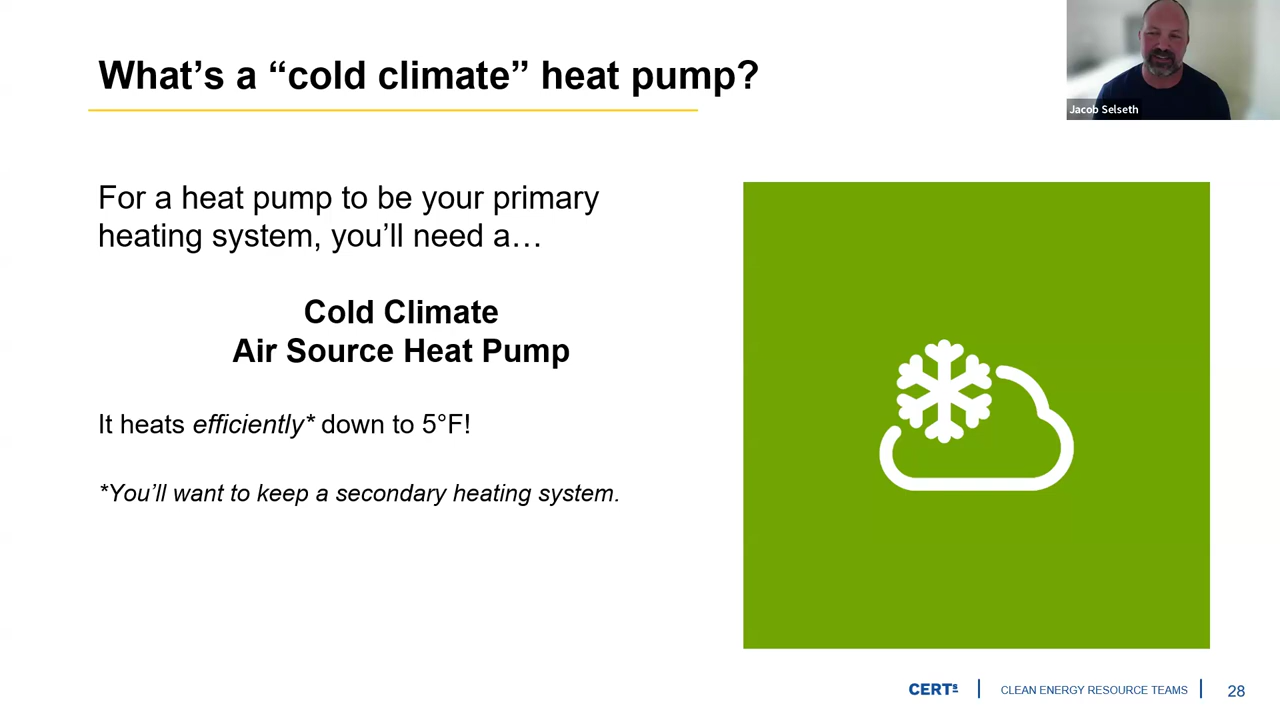 What’s a “cold climate” heat pump?
Jacob Selseth
For a heat pump to be your primary
heating system, you’ll need a…
Cold Climate
Air Source Heat Pump
It heats efficiently* down to 5°F!
*You’ll want to keep a secondary heating system.
CERTs
CLEAN ENERGY RESOURCE TEAMS
28